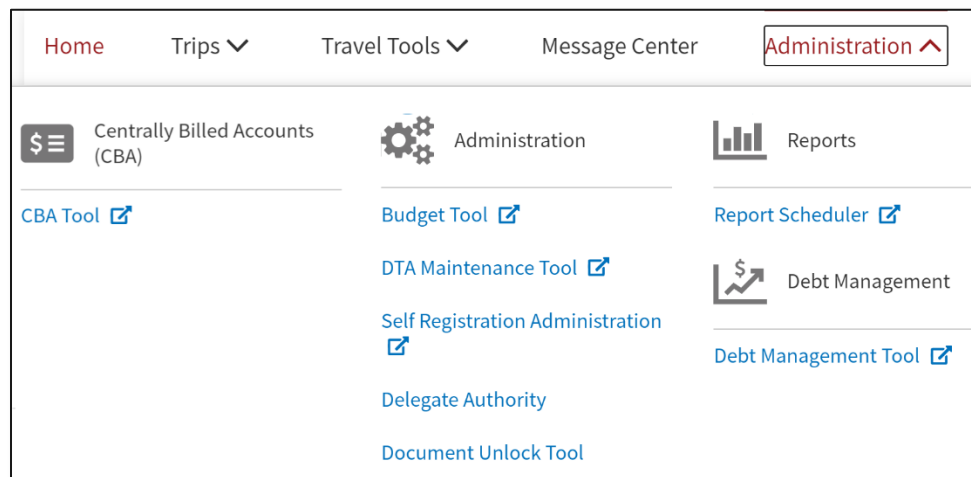 Home Trips Travel Tools Message Center Administration
Centrally Billed Accounts
(CBA)
CBA Tool
Administration
Budget Tool
DTA Maintenance Tool
Self Registration Administration
Delegate Authority
Document Unlock Tool
Reports
Report Scheduler
Debt Management
Debt Management Tool